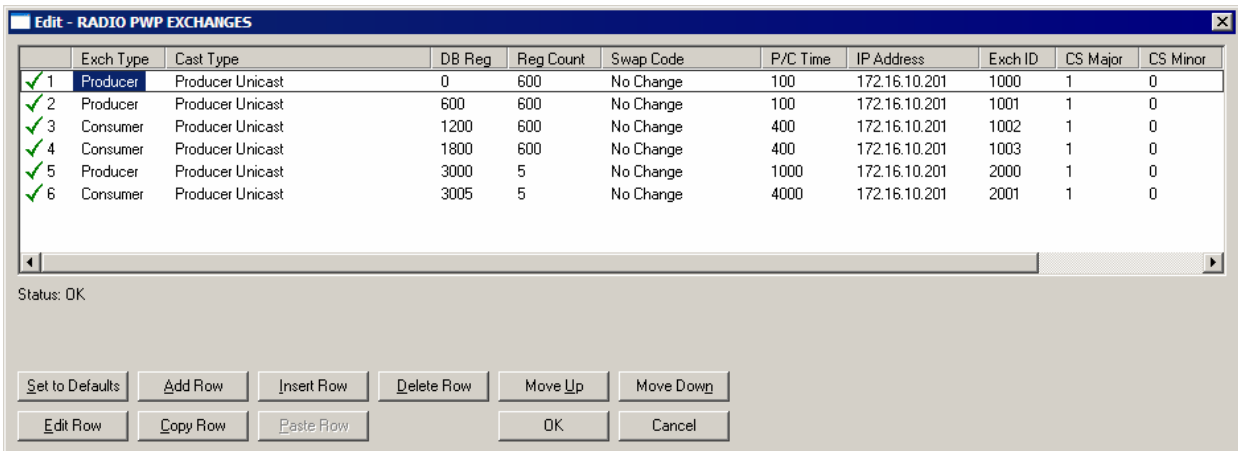 Edit - RADIO PWP EXCHANGES
Exch Type Cast Type DB Reg Reg Count Swap Code P/C Time IP Address Exch ID CS Major CS Minor
1 Producer Producer Unicast 0 600 No Change 100 172.16.10.201 1000 1 0
2 Producer Producer Unicast 600 600 No Change 100 172.16.10.201 1001 1 0
3 Consumer Producer Unicast 1200 600 No Change 400 172.16.10.201 1002 1 0
4 Consumer Producer Unicast 1800 600 No Change 400 172.16.10.201 1003 1 0
5 Producer Producer Unicast 3000 5 No Change 1000 172.16.10.201 2000 1 0
6 Consumer Producer Unicast 3005 5 No Change 4000 172.16.10.201 2001 1 0
Status: OK
Set to Defaults Add Row Insert Row Delete Row Move Up Move Down
Edit Row Copy Row Paste Row OK Cancel